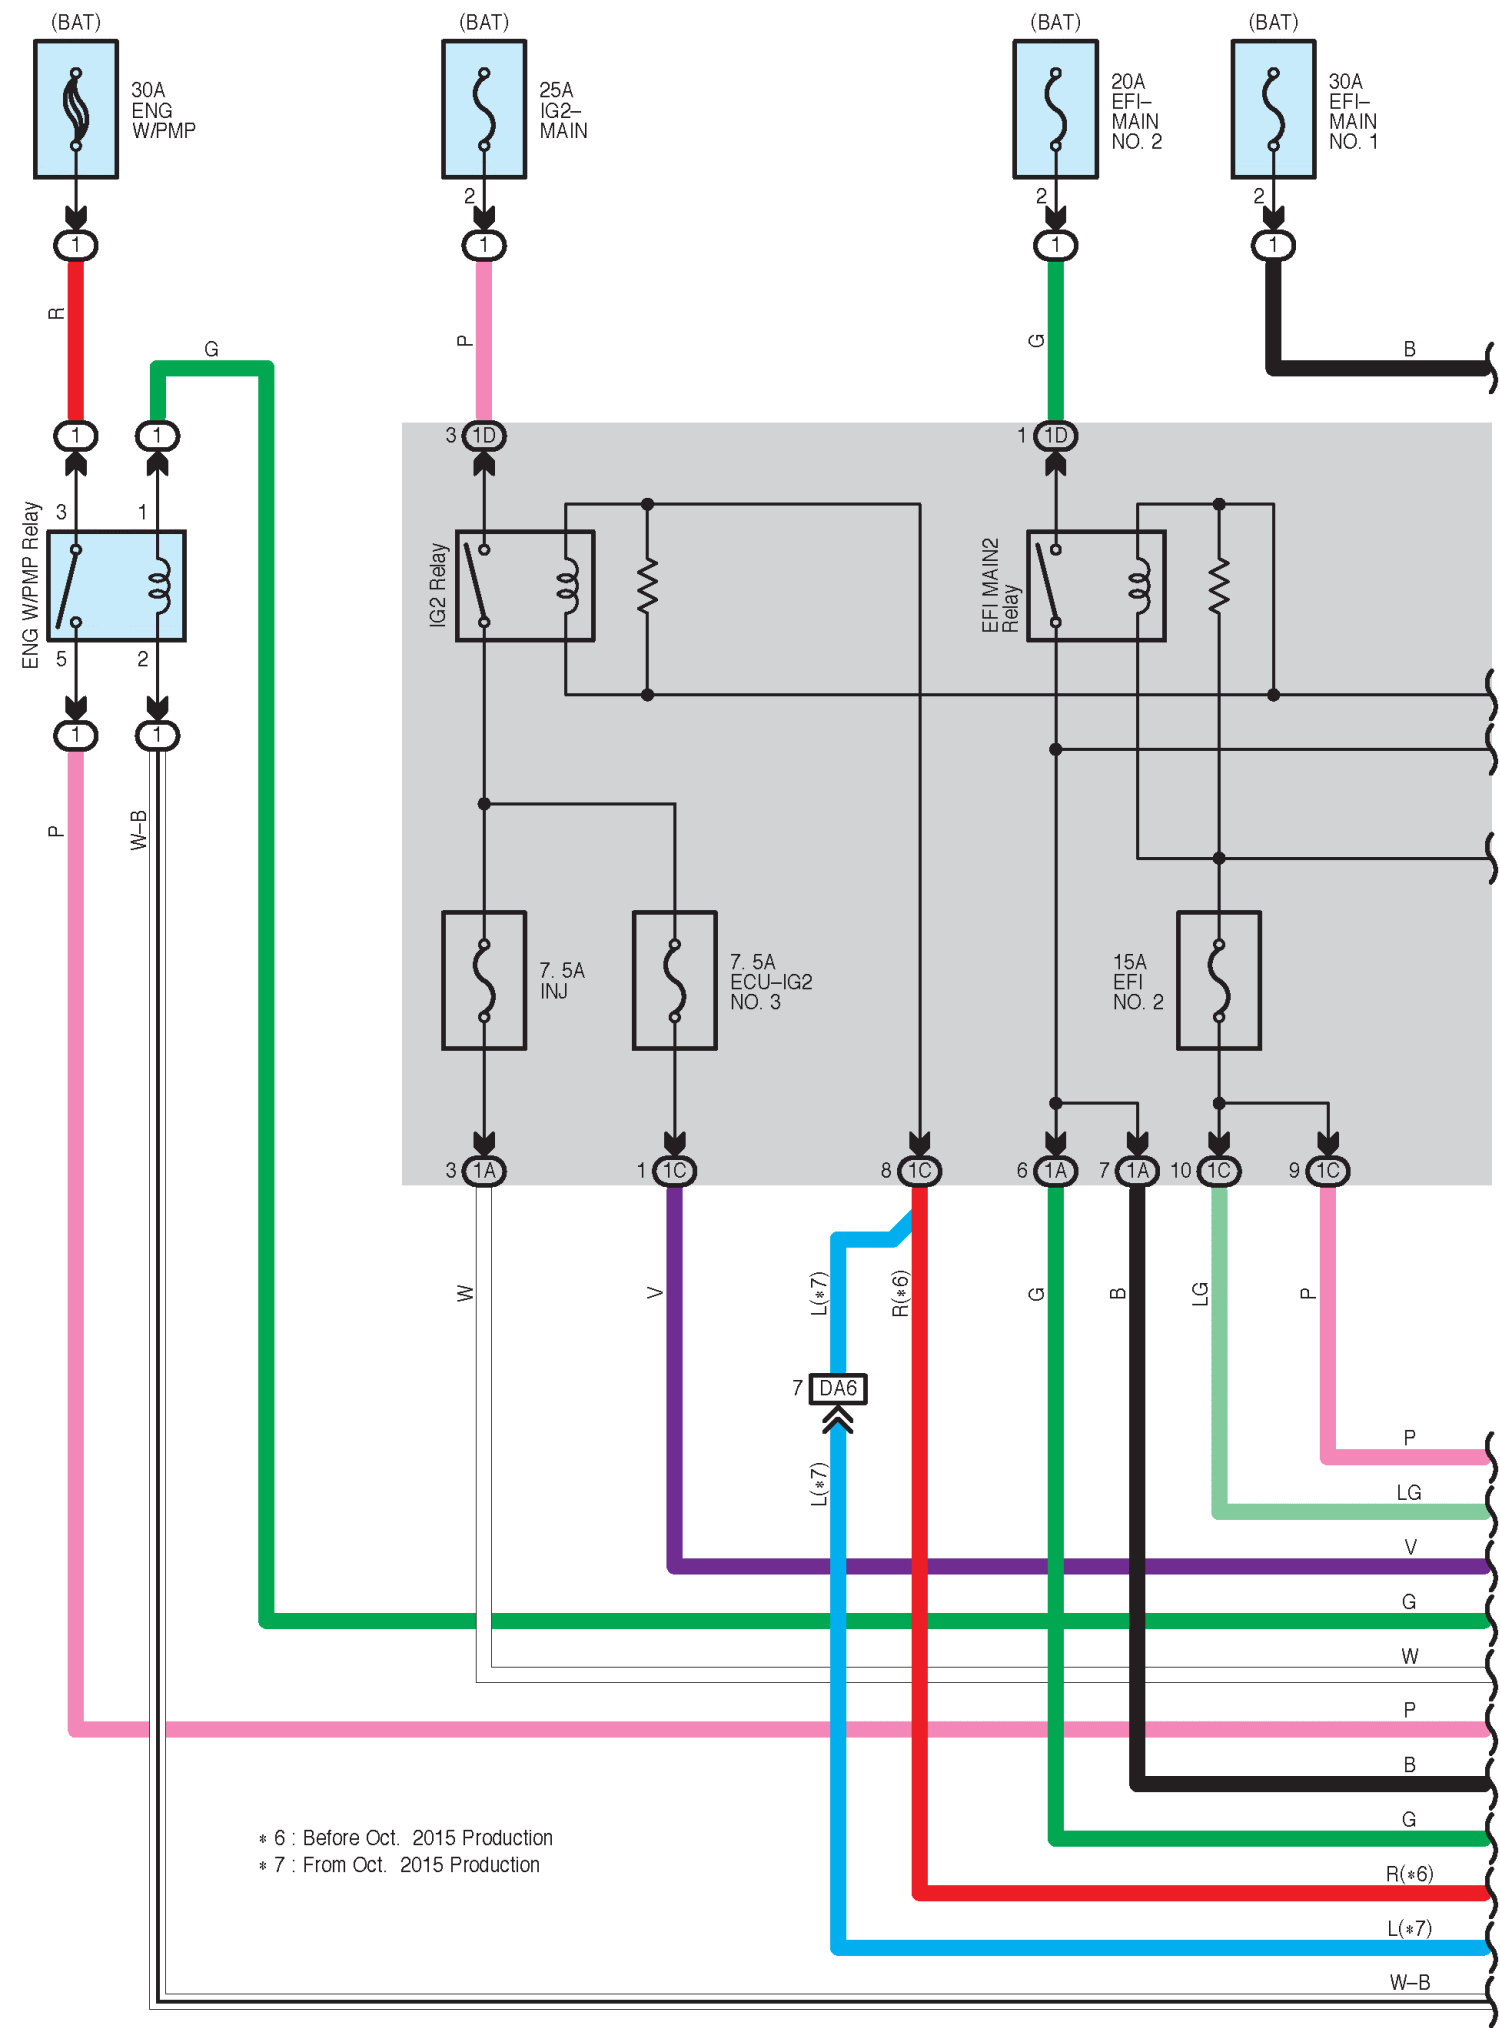 (BAT)
(BAT)
(BAT)
(BAT)
30A
ENG
W/PMP
25A
IG2–
MAIN
20A
EFI–
MAIN
NO. 2
30A
EFI–
MAIN
NO. 1
2
2
2
1
1
1
1
R
P
G
G
B
1
1
3
1D
1
1D
3
1
ENG W/PMP Relay
IG2 Relay
EFI MAIN2
Relay
5
2
1
1
P
W–B
7. 5A
INJ
7. 5A
ECU–IG2
NO. 3
15A
EFI
NO. 2
3
1A
1
1C
8
1C
6
1A
7
1A
10
1C
9
1C
W
V
L(*7)
R(*6)
G
B
LG
P
7
DA6
L(*7)
P
LG
V
G
W
P
B
G
R(*6)
L(*7)
W–B
* 6 : Before Oct. 2015 Production
* 7 : From Oct. 2015 Production